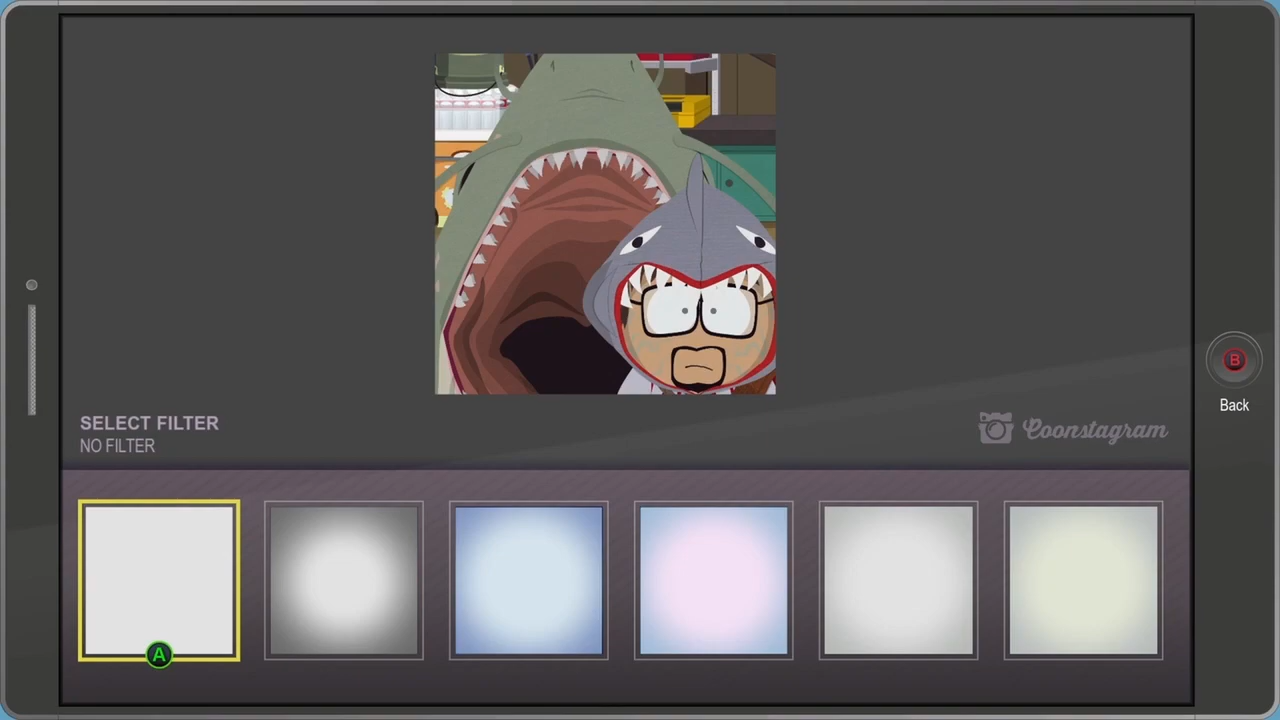 SELECT FILTER
NO FILTER
Coonstagram
B
Back
A